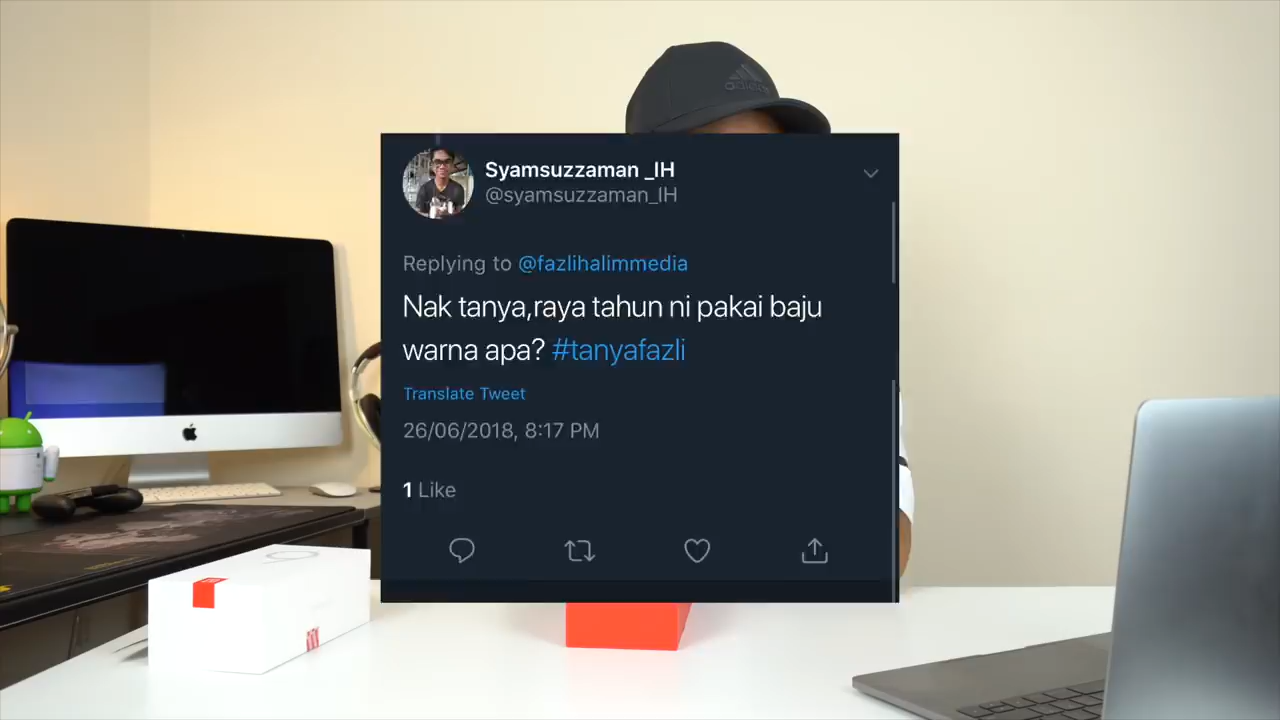 adidas
Syamsuzzaman _IH
@syamsuzzaman_IH
Replying to @fazlihalimmedia
Nak tanya,raya tahun ni pakai baju
warna apa? #tanyafazli
Translate Tweet
26/06/2018, 8:17 PM
1 Like